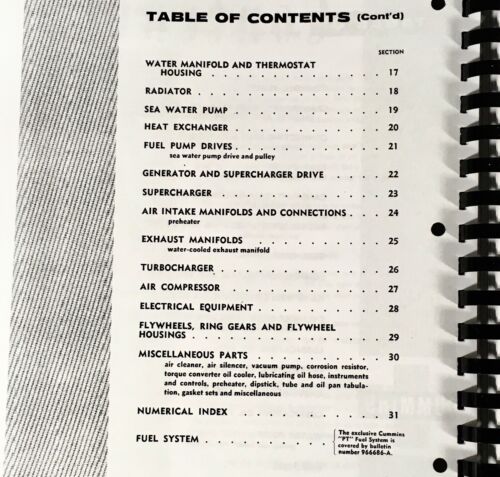 TABLE OF CONTENTS (Cont'd)
SECTION
WATER MANIFOLD AND THERMOSTAT
HOUSING . . . . . . . . . . . . . . . 17
RADIATOR . . . . . . . . . . . . . . . 18
SEA WATER PUMP . . . . . . . . . . . . 19
HEAT EXCHANGER . . . . . . . . . . . . 20
FUEL PUMP DRIVES . . . . . . . . . . . . 21
sea water pump drive and pulley
GENERATOR AND SUPERCHARGER DRIVE . . . 22
SUPERCHARGER . . . . . . . . . . . . . 23
AIR INTAKE MANIFOLDS AND CONNECTIONS . . 24
preheater
EXHAUST MANIFOLDS . . . . . . . . . . 25
water-cooled exhaust manifold
TURBOCHARGER . . . . . . . . . . . . . 26
AIR COMPRESSOR . . . . . . . . . . . . 27
ELECTRICAL EQUIPMENT . . . . . . . . . . 28
FLYWHEELS, RING GEARS AND FLYWHEEL
HOUSINGS . . . . . . . . . . . . . . . 29
MISCELLANEOUS PARTS . . . . . . . . . . 30
air cleaner, air silencer, vacuum pump, corrosion resistor,
torque converter oil cooler, lubricating oil hose, instruments
and controls, preheater, dipstick, tube and oil pan tabula-
tion, gasket sets and miscellaneous
NUMERICAL INDEX . . . . . . . . . . . . 31
FUEL SYSTEM . . . . . . . . .
The exclusive Cummins
"PT" Fuel System is
covered by bulletin
number 966686-A.